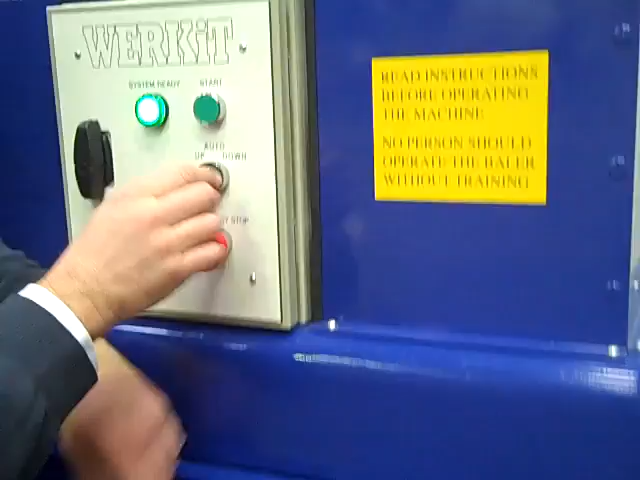 WERKiT
SYSTEM READY START
AUTO
UP DOWN
STOP
READ INSTRUCTIONS
BEFORE OPERATING
THE MACHINE
NO PERSON SHOULD
OPERATE THE BALER
WITHOUT TRAINING